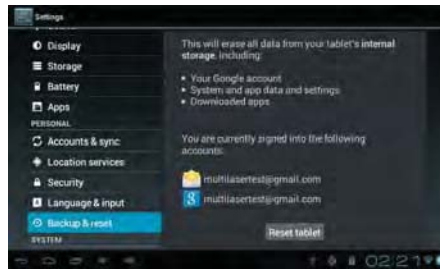 Settings
Display
Storage
Battery
Apps
PERSONAL
Accounts & sync
Location services
Security
Language & input
Backup & reset
SYSTEM
This will erase all data from your tablet's internal
storage, including:
• Your Google account
• System and app data and settings
• Downloaded apps
You are currently signed into the following
accounts:
multilasertest@gmail.com
multilasertest@gmail.com
Reset tablet
02:21